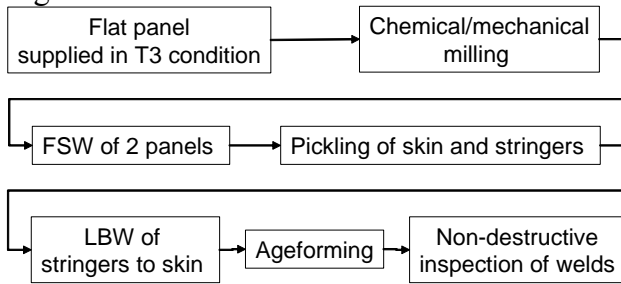 Flat panel
supplied in T3 condition
Chemical/mechanical
milling
FSW of 2 panels
Pickling of skin and stringers
LBW of
stringers to skin
Ageforming
Non-destructive
inspection of welds